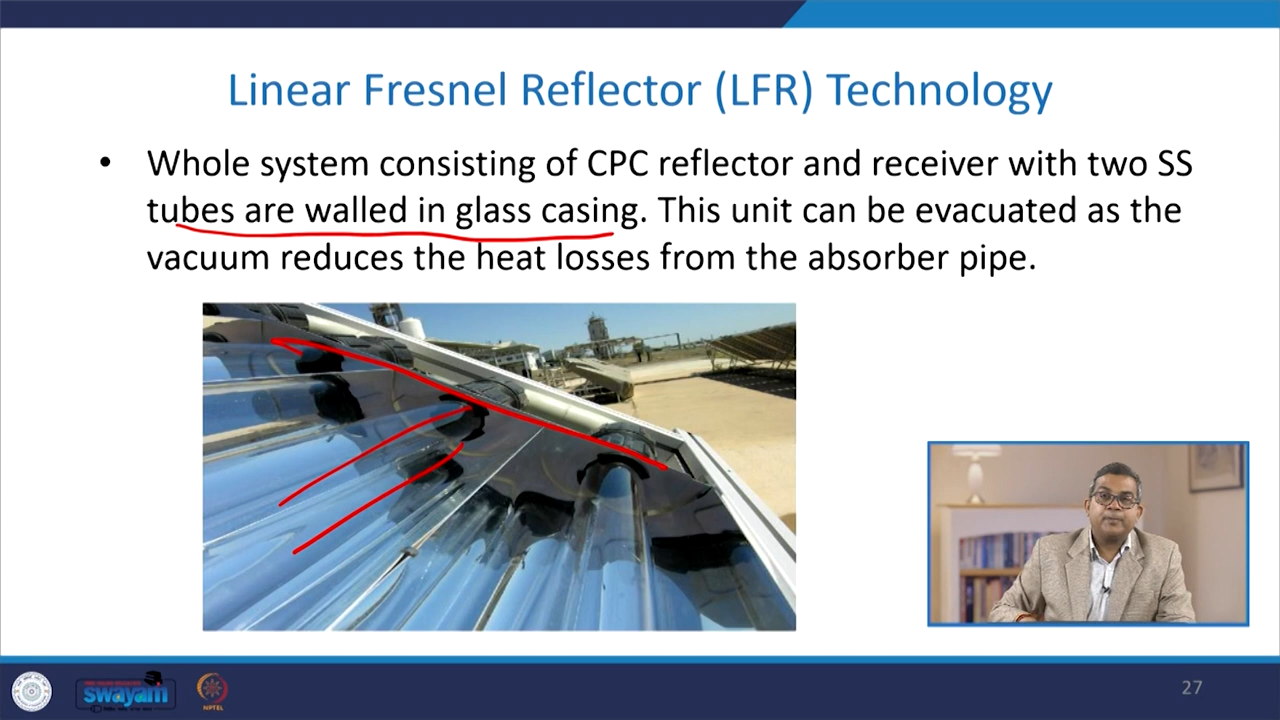 Linear Fresnel Reflector (LFR) Technology
• Whole system consisting of CPC reflector and receiver with two SS
tubes are walled in glass casing. This unit can be evacuated as the
vacuum reduces the heat losses from the absorber pipe.
swayam
NPTEL
27